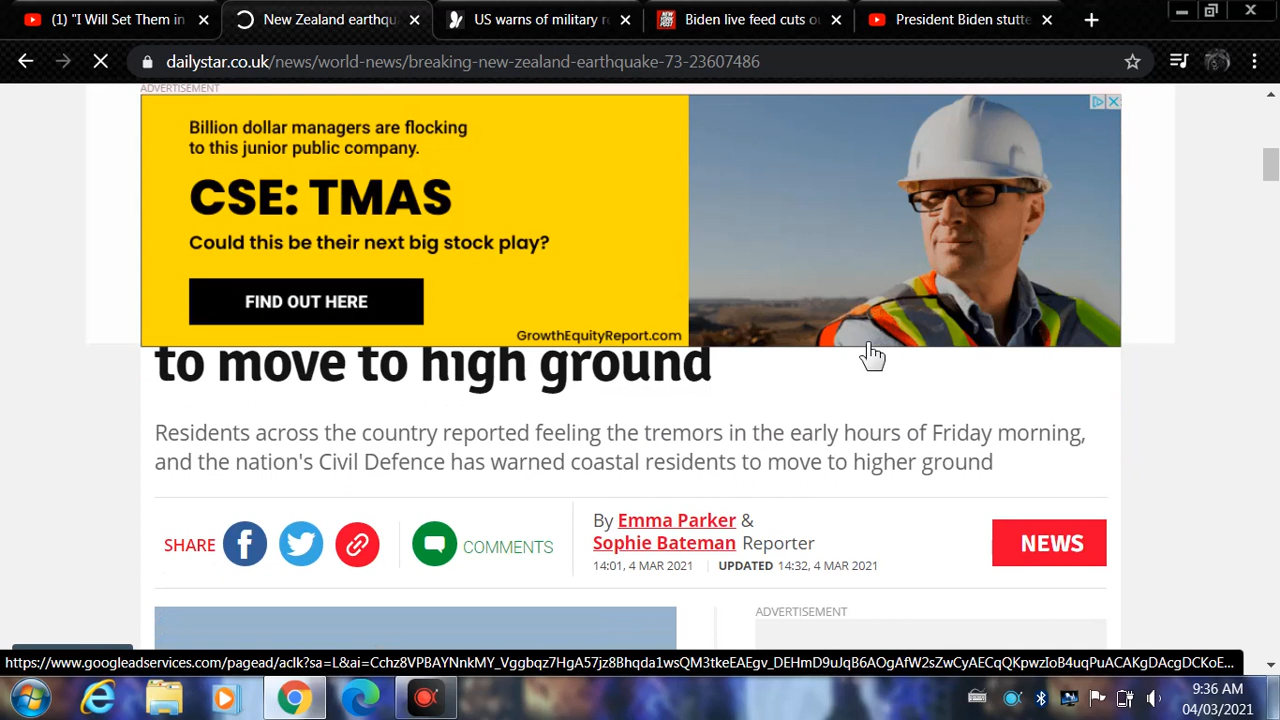 (1) "I Will Set Them in
New Zealand earthqu
US warns of military r
Biden live feed cuts o
President Biden stutte
dailystar.co.uk/news/world-news/breaking-new-zealand-earthquake-73-23607486
ADVERTISEMENT
Billion dollar managers are flocking
to this junior public company.
CSE: TMAS
Could this be their next big stock play?
FIND OUT HERE
GrowthEquityReport.com
to move to high ground
Residents across the country reported feeling the tremors in the early hours of Friday morning,
and the nation's Civil Defence has warned coastal residents to move to higher ground
SHARE
COMMENTS
By Emma Parker &
Sophie Bateman Reporter
14:01, 4 MAR 2021 UPDATED 14:32, 4 MAR 2021
NEWS
ADVERTISEMENT
https://www.googleadservices.com/pagead/aclk?sa=L&ai=Cchz8VPBAYNnkMY_Vggbqz7HgA57jz8Bhqda1wsQM3tkeEAEgv_DEHmD9uJqB6AOgAfW2sZwCyAECqQKpwzIoB4uqPuACAKgDAcgDCKoE...
9:36 AM
04/03/2021